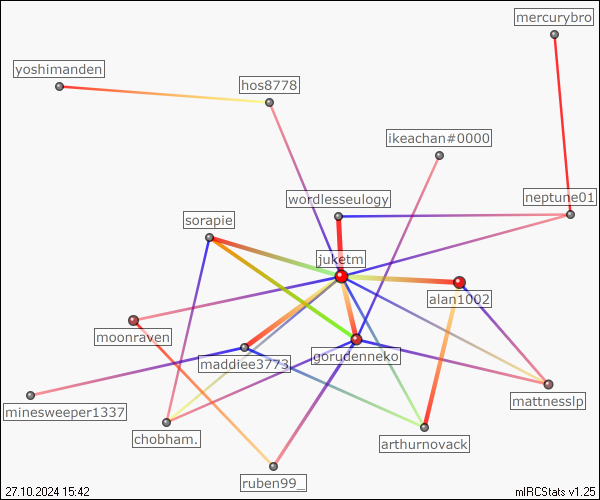 mercurybro
yoshimanden
hos8778
ikeachan#0000
wordlesseulogy
neptune01
sorapie
juketm
alan1002
moonraven
gorudenneko
maddiee3773
mattnesslp
minesweeper1337
chobham.
arthurnovack
ruben99_
27.10.2024 15:42
mIRCStats v1.25